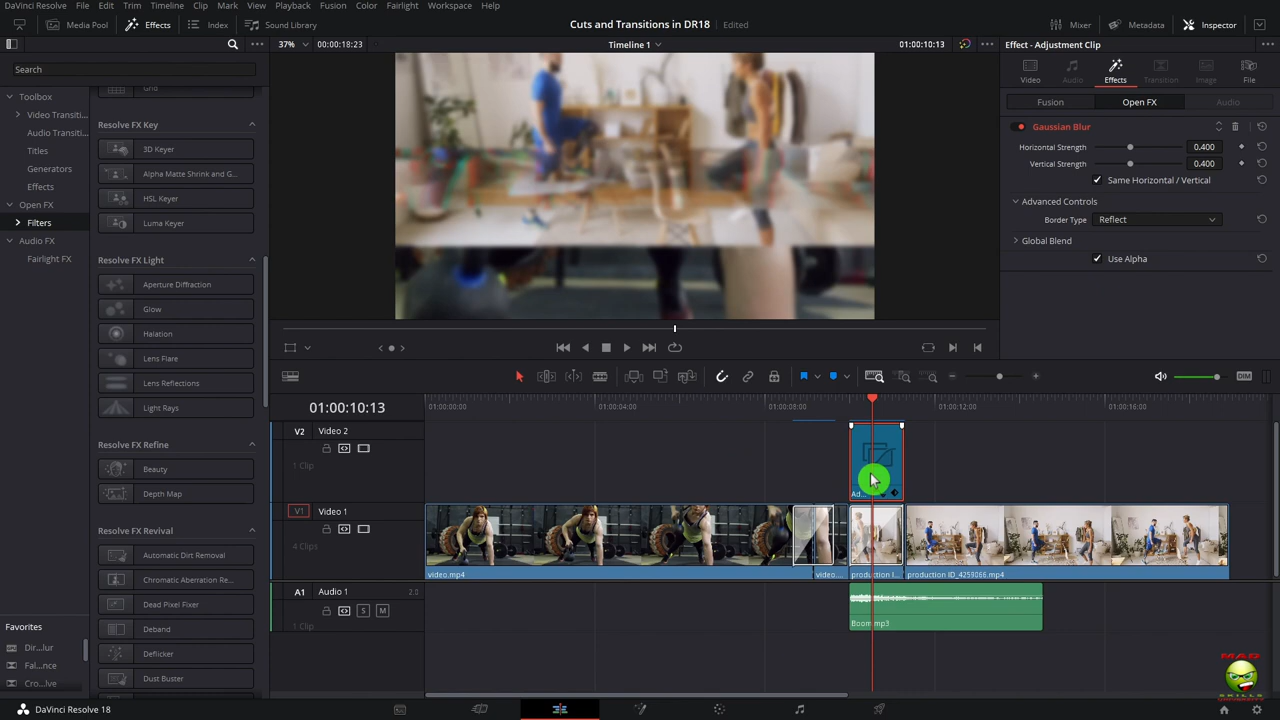 DaVinci Resolve File Edit Trim Timeline Clip Mark View Playback Fusion Color Fairlight Workspace Help
Media Pool Effects Index Sound Library Cuts and Transitions in DR18 Edited Mixer Metadata Inspector
37% 00:00:18:23 Timeline 1 01:00:10:13 Effect - Adjustment Clip
Search
Video Audio Effects Transition Image File
Fusion Open FX Audio
Toolbox
Video Transiti...
Audio Transiti...
Titles
Generators
Effects
Open FX
Filters
Audio FX
Fairlight FX
Grid
Resolve FX Key
3D Keyer
Alpha Matte Shrink and G...
HSL Keyer
Luma Keyer
Resolve FX Light
Aperture Diffraction
Glow
Halation
Lens Flare
Lens Reflections
Light Rays
Resolve FX Refine
Beauty
Depth Map
Resolve FX Revival
Automatic Dirt Removal
Chromatic Aberration Re...
Dead Pixel Fixer
Deband
Deflicker
Dust Buster
Favorites
Dir...lur
Fal...nce
Cro...lve
Gaussian Blur
Horizontal Strength 0.400
Vertical Strength 0.400
Same Horizontal / Vertical
Advanced Controls
Border Type Reflect
Global Blend
Use Alpha
DIM
01:00:10:13
01:00:00:00 01:00:04:00 01:00:08:00 01:00:12:00 01:00:16:00
V2 Video 2
1 Clip
Ad...
V1 Video 1
4 Clips
video.mp4 video... production I... production ID_4259066.mp4
A1 Audio 1 2.0
S M
1 Clip
Boom.mp3
MAD
SKILLS
DaVinci Resolve 18